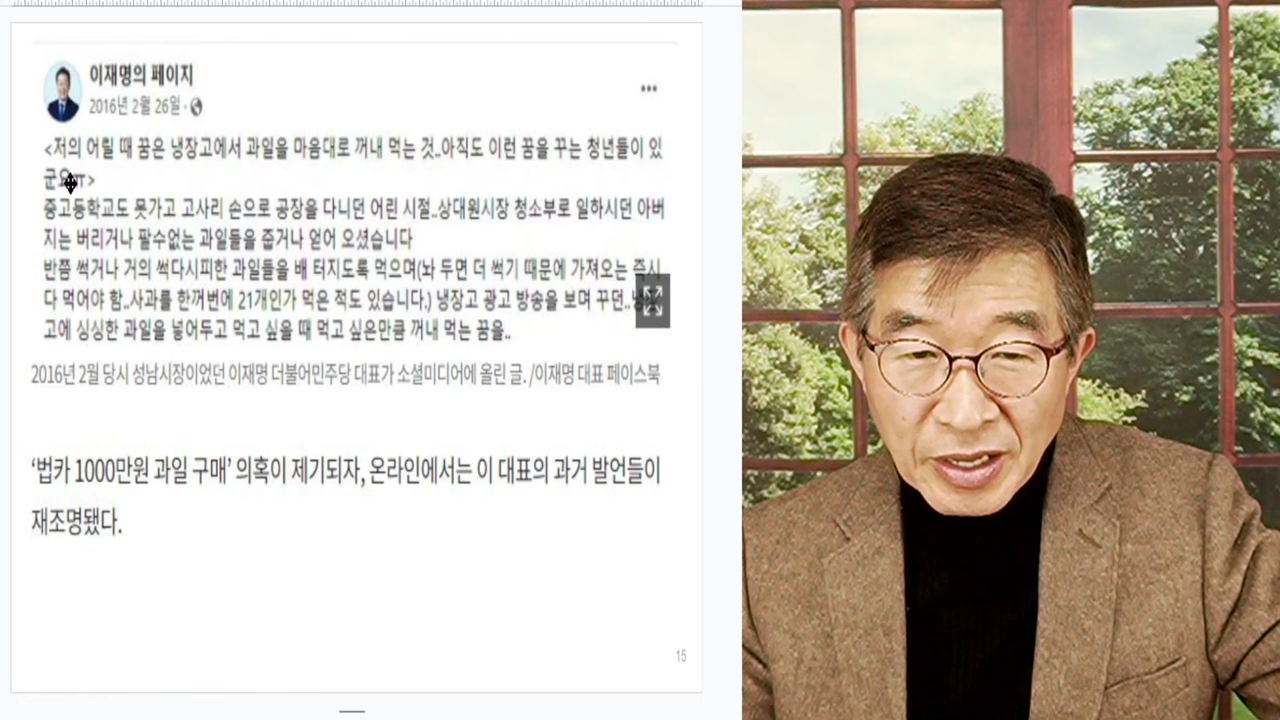 이재명의 페이지
2016년 2월 26일 ·
<저의 어릴 때 꿈은 냉장고에서 과일을 마음대로 꺼내 먹는 것..아직도 이런 꿈을 꾸는 청년들이 있
>
중고등학교도 못가고 고사리 손으로 공장을 다니던 어린 시절..상대원시장 청소부로 일하시던 아버
지는 버리거나 팔수없는 과일들을 줍거나 얻어 오셨습니다
반쯤 썩거나 거의 썩다시피한 과일들을 배 터지도록 먹으며(놔 두면 더 썩기 때문에 가져오는 즉시
다 먹어야 함..사과를 한꺼번에 21개인가 먹은 적도 있습니다.) 냉장고 광고 방송을 보며 꾸던..
고에 싱싱한 과일을 넣어두고 먹고 싶을 때 먹고 싶은만큼 꺼내 먹는 꿈을..
2016년 2월 당시 성남시장이었던 이재명 더불어민주당 대표가 소셜미디어에 올린 글. /이재명 대표 페이스북
‘법카 1000만원 과일 구매’ 의혹이 제기되자, 온라인에서는 이 대표의 과거 발언들이
재조명됐다.
15